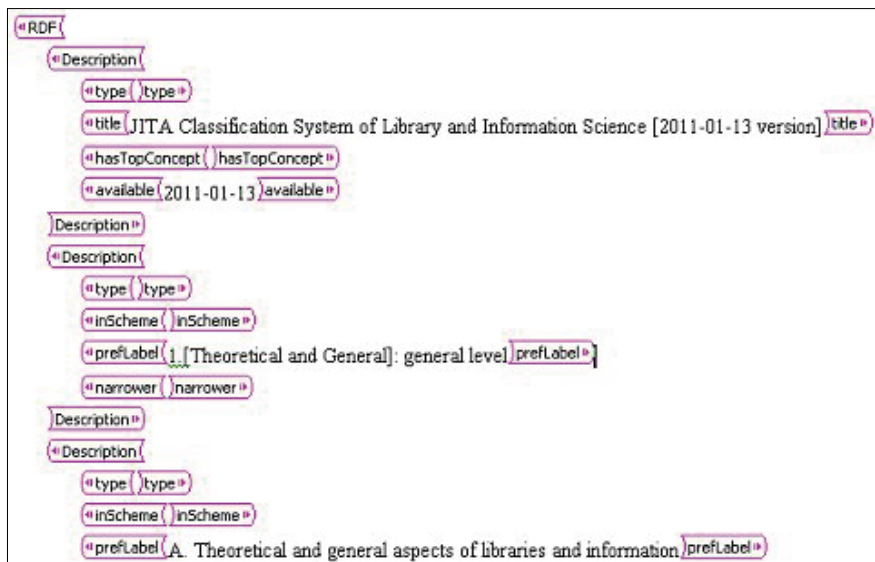 RDF
Description
type type
title JITA Classification System of Library and Information Science [2011-01-13 version] title
hasTopConcept hasTopConcept
available 2011-01-13 available
Description
Description
type type
inScheme inScheme
prefLabel 1.[Theoretical and General]: general level prefLabel
narrower narrower
Description
Description
type type
inScheme inScheme
prefLabel A. Theoretical and general aspects of libraries and information prefLabel